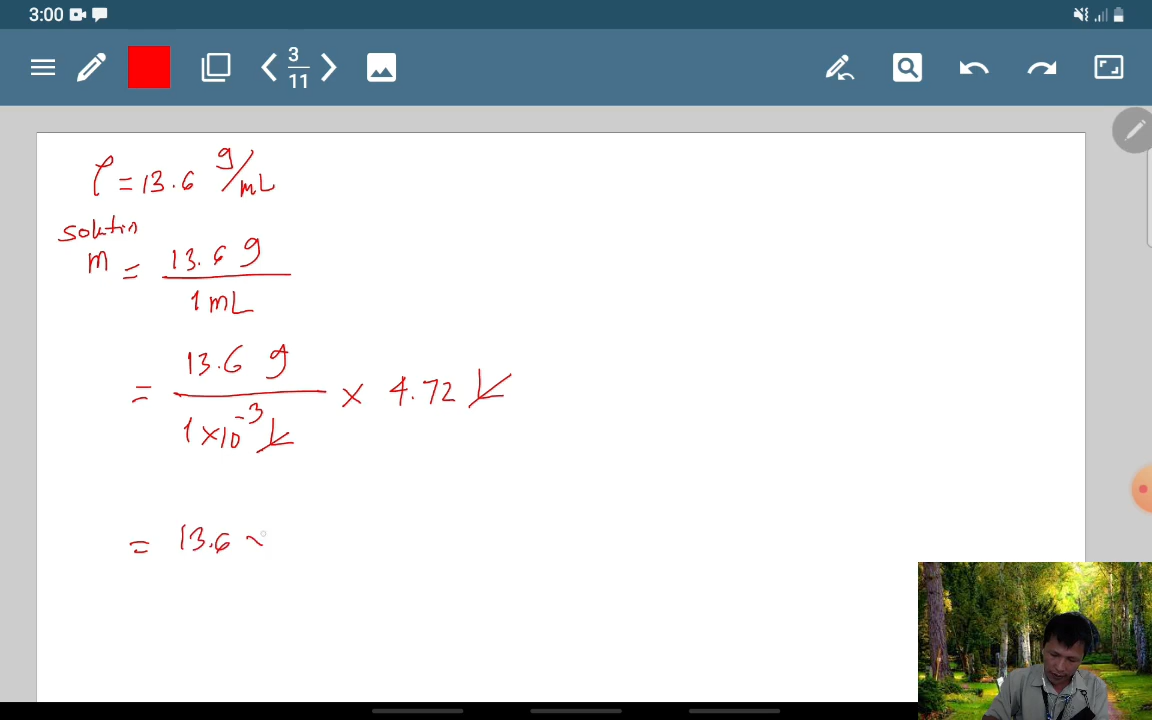 3:00
3
11
ρ = 13.6 g/mL
solutin
m = 13.6 g
1 mL
= 13.6 g
1 × 10⁻³ L × 4.72 L
= 13.6